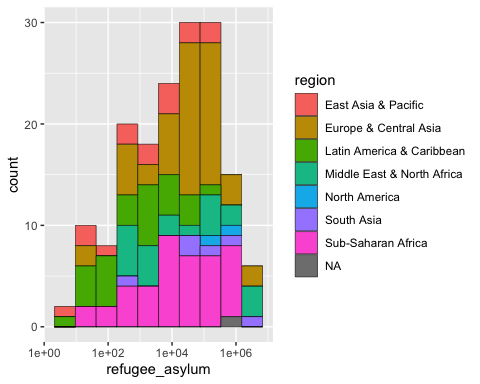 30
20
10
0
count
1e+00
1e+02
1e+04
1e+06
refugee_asylum
region
East Asia & Pacific
Europe & Central Asia
Latin America & Caribbean
Middle East & North Africa
North America
South Asia
Sub-Saharan Africa
NA